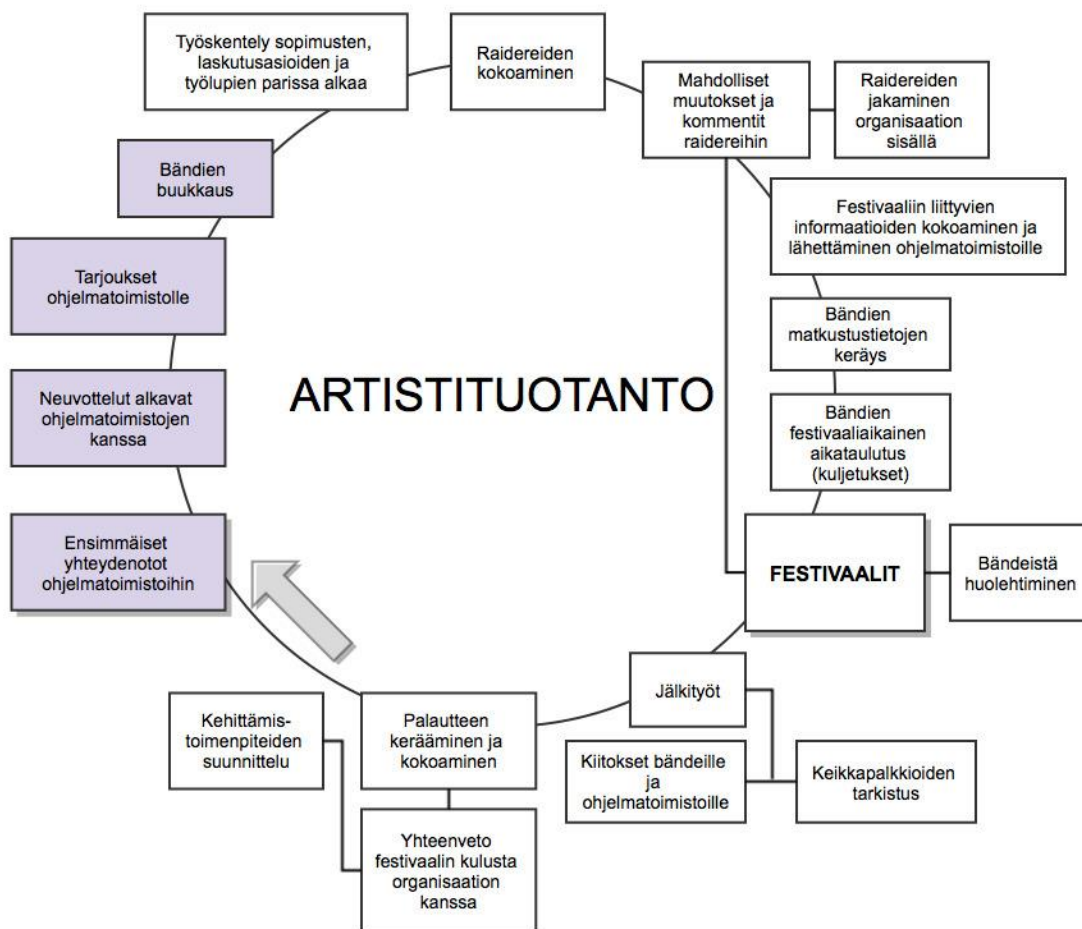 Työskentely sopimusten,
laskutusasioiden ja
työlupien parissa alkaa
Raidereiden
kokoaminen
Mahdolliset
muutokset ja
kommentit
raidereihin
Raidereiden
jakaminen
organisaation
sisällä
Bändien
buukkaus
Festivaaliin liittyvien
informaatioiden kokoaminen ja
lähettäminen ohjelmatoimistoille
Tarjoukset
ohjelmatoimistolle
Bändien
matkustustietojen
keräys
ARTISTITUOTANTO
Neuvottelut alkavat
ohjelmatoimistojen
kanssa
Bändien
festivaaliaikainen
aikataulutus
(kuljetukset)
Ensimmäiset
yhteydenotot
ohjelmatoimistoihin
FESTIVAALIT
Bändeistä
huolehtiminen
Jälkityöt
Kehittämis-
toimenpiteiden
suunnittelu
Palautteen
kerääminen ja
kokoaminen
Kiitokset bändeille
ja
ohjelmatoimistoille
Keikkapalkkioiden
tarkistus
Yhteenveto
festivaalin kulusta
organisaation
kanssa